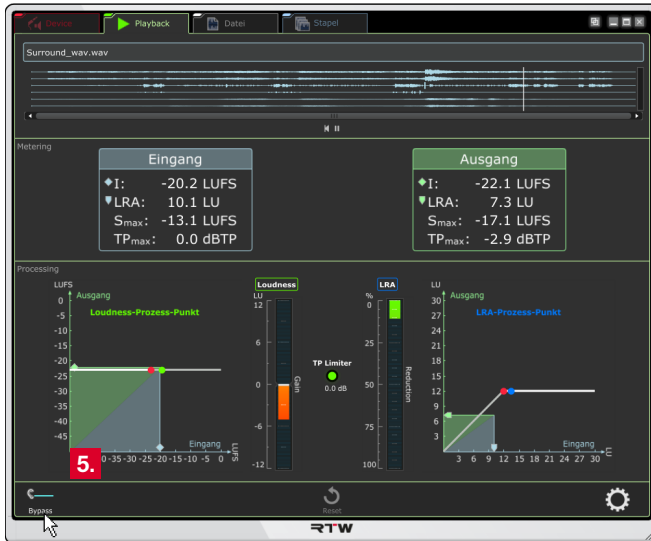 Device Playback Datei Stapel
Surround_wav.wav
Metering
Eingang
I: -20.2 LUFS
LRA: 10.1 LU
Smax: -13.1 LUFS
TPmax: 0.0 dBTP
Ausgang
I: -22.1 LUFS
LRA: 7.3 LU
Smax: -17.1 LUFS
TPmax: -2.9 dBTP
Processing
LUFS
Ausgang
Loudness-Prozess-Punkt
0
-5
-10
-15
-20
-25
-30
-35
-40
-45
Eingang
0 -35 -30 -25 -20 -15 -10 -5 0
LUFS
5.
Loudness
LU
12
6
0
-6
-12
Gain
TP Limiter
0.0 dB
LRA
%
0
25
50
75
100
Reduction
LU
Ausgang
LRA-Prozess-Punkt
30
27
24
21
18
15
12
9
6
3
Eingang
3 6 9 12 15 18 21 24 27 30
LU
Bypass
Reset
RTW